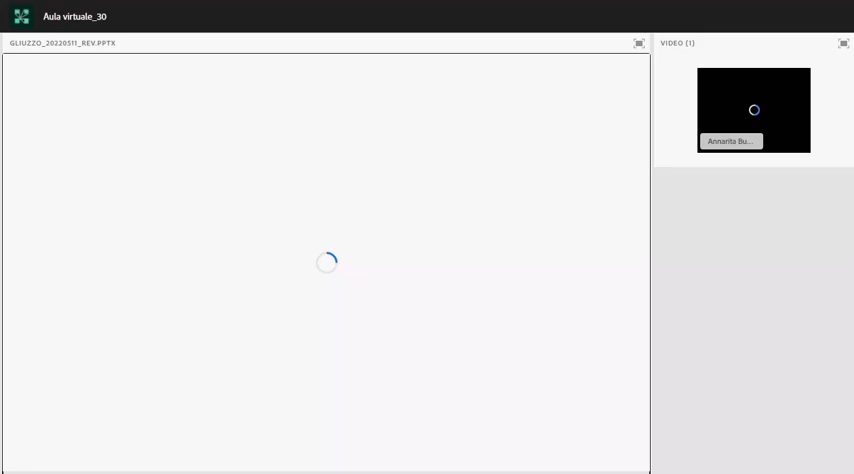 Aula virtuale_30
GLIUZZO_20220511_REV.PPTX
VIDEO (1)
Annarita Bu...